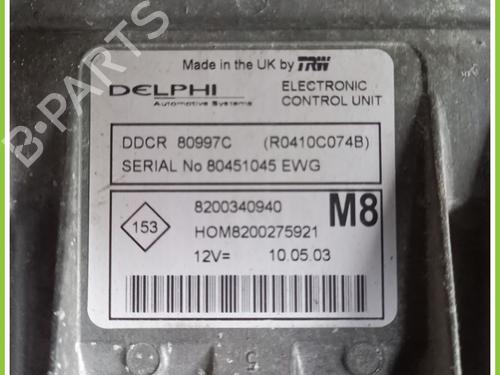 Made in the UK by TRW
DELPHI
Automotive Systems
ELECTRONIC
CONTROL UNIT
DDCR 80997C (R0410C074B)
SERIAL No 80451045 EWG
153
8200340940
M8
HOM8200275921
12V= 10.05.03
B-PARTS
5